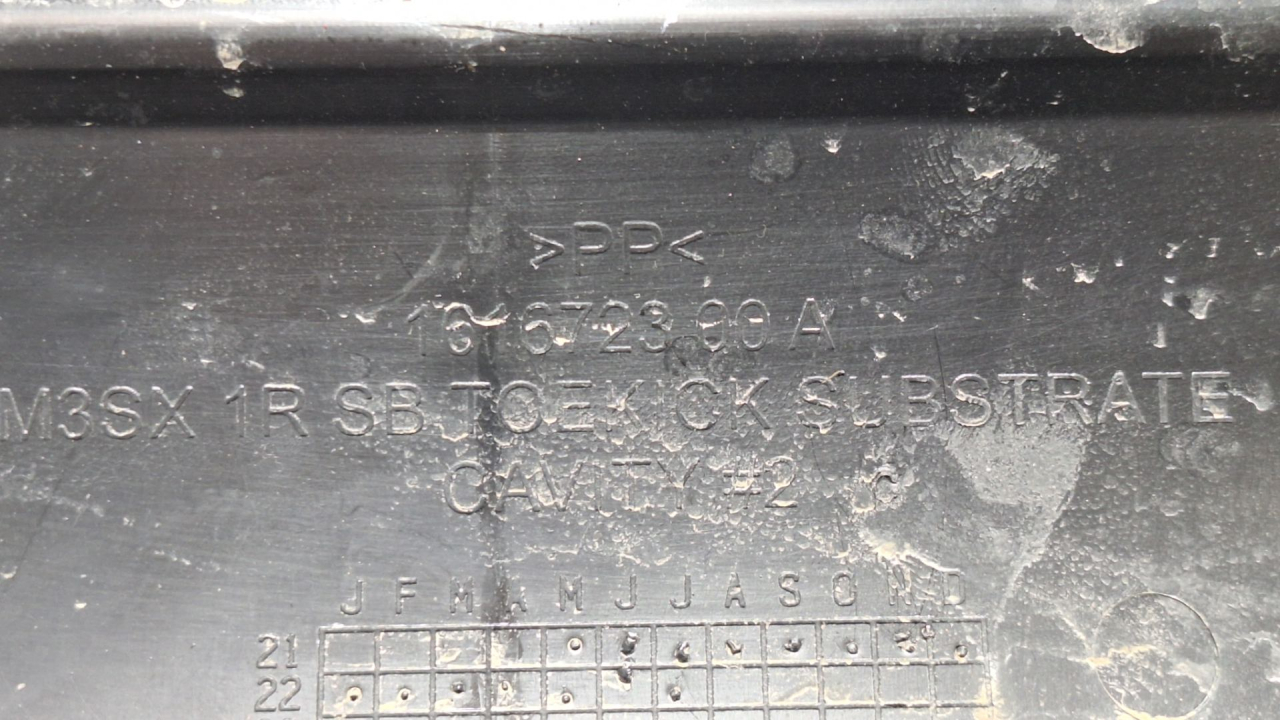 >PP<
1616723 00 A
M3SX 1R SB TOEKICK SUBSTRATE
CAVITY #2
J F M A M J J A S O N D
21
22